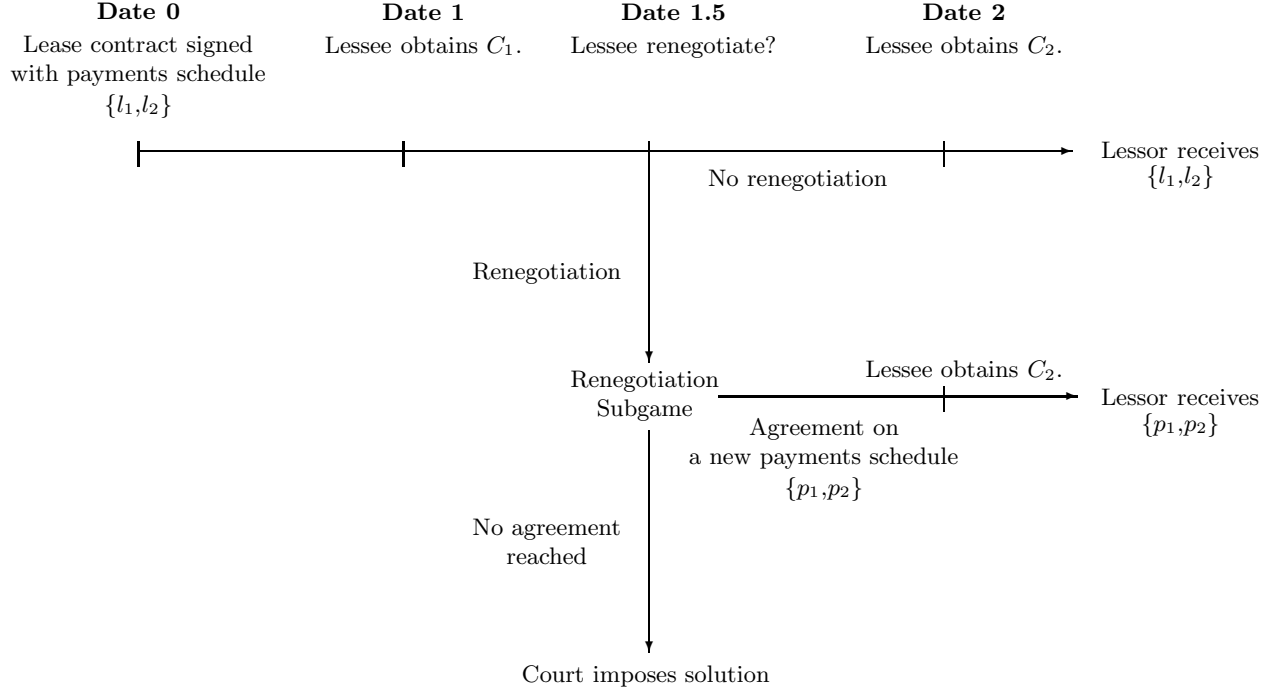 Date 0
Lease contract signed
with payments schedule
{l₁,l₂}
Date 1
Lessee obtains C₁.
Date 1.5
Lessee renegotiate?
Date 2
Lessee obtains C₂.
No renegotiation
Lessor receives
{l₁,l₂}
Renegotiation
Renegotiation
Subgame
Lessee obtains C₂.
Agreement on
a new payments schedule
{p₁,p₂}
Lessor receives
{p₁,p₂}
No agreement
reached
Court imposes solution